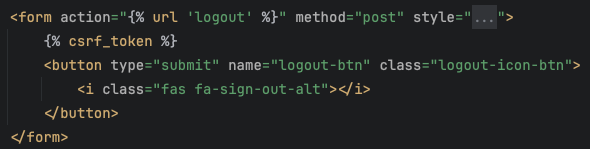 <form action="{% url 'logout' %}" method="post" style="...">
    {% csrf_token %}
    <button type="submit" name="logout-btn" class="logout-icon-btn">
        <i class="fas fa-sign-out-alt"></i>
    </button>
</form>